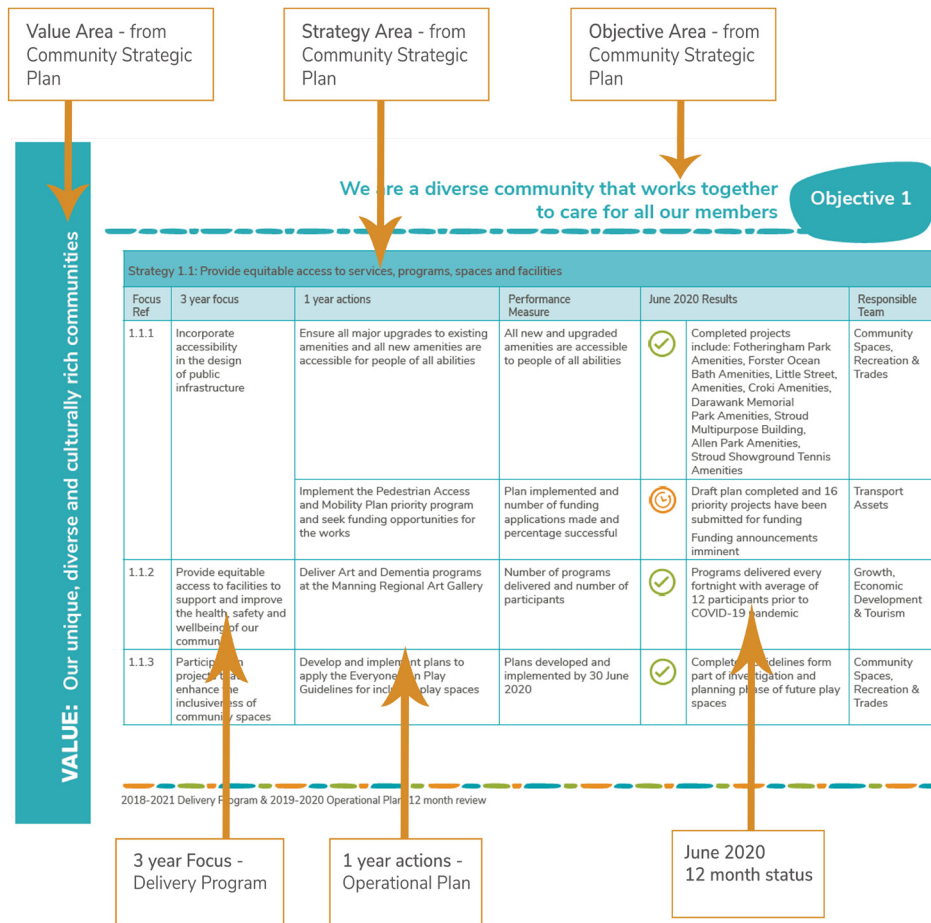 Value Area - from
Community Strategic
Plan
Strategy Area - from
Community Strategic
Plan
Objective Area - from
Community Strategic
Plan
VALUE: Our unique, diverse and culturally rich communities
We are a diverse community that works together
to care for all our members
Objective 1
Strategy 1.1: Provide equitable access to services, programs, spaces and facilities
Focus
Ref
3 year focus
1 year actions
Performance
Measure
June 2020 Results
Responsible
Team
1.1.1
Incorporate
accessibility
in the design
of public
infrastructure
Ensure all major upgrades to existing
amenities and all new amenities are
accessible for people of all abilities
All new and upgraded
amenities are accessible
to people of all abilities
Completed projects
include: Fotheringham Park
Amenities, Forster Ocean
Bath Amenities, Little Street,
Amenities, Croki Amenities,
Darawank Memorial
Park Amenities, Stroud
Multipurpose Building,
Allen Park Amenities,
Stroud Showground Tennis
Amenities
Community
Spaces,
Recreation &
Trades
Implement the Pedestrian Access
and Mobility Plan priority program
and seek funding opportunities for
the works
Plan implemented and
number of funding
applications made and
percentage successful
Draft plan completed and 16
priority projects have been
submitted for funding
Funding announcements
imminent
Transport
Assets
1.1.2
Provide equitable
access to facilities to
support and improve
the health, safety and
wellbeing of our
community
Deliver Art and Dementia programs
at the Manning Regional Art Gallery
Number of programs
delivered and number of
participants
Programs delivered every
fortnight with average of
12 participants prior to
COVID-19 pandemic
Growth,
Economic
Development
& Tourism
1.1.3
Participate in
projects that
enhance the
inclusiveness of
community spaces
Develop and implement plans to
apply the Everyone Can Play
Guidelines for inclusive play spaces
Plans developed and
implemented by 30 June
2020
Completed guidelines form
part of investigation and
planning phase of future play
spaces
Community
Spaces,
Recreation &
Trades
2018-2021 Delivery Program & 2019-2020 Operational Plan: 12 month review
3 year Focus -
Delivery Program
1 year actions -
Operational Plan
June 2020
12 month status